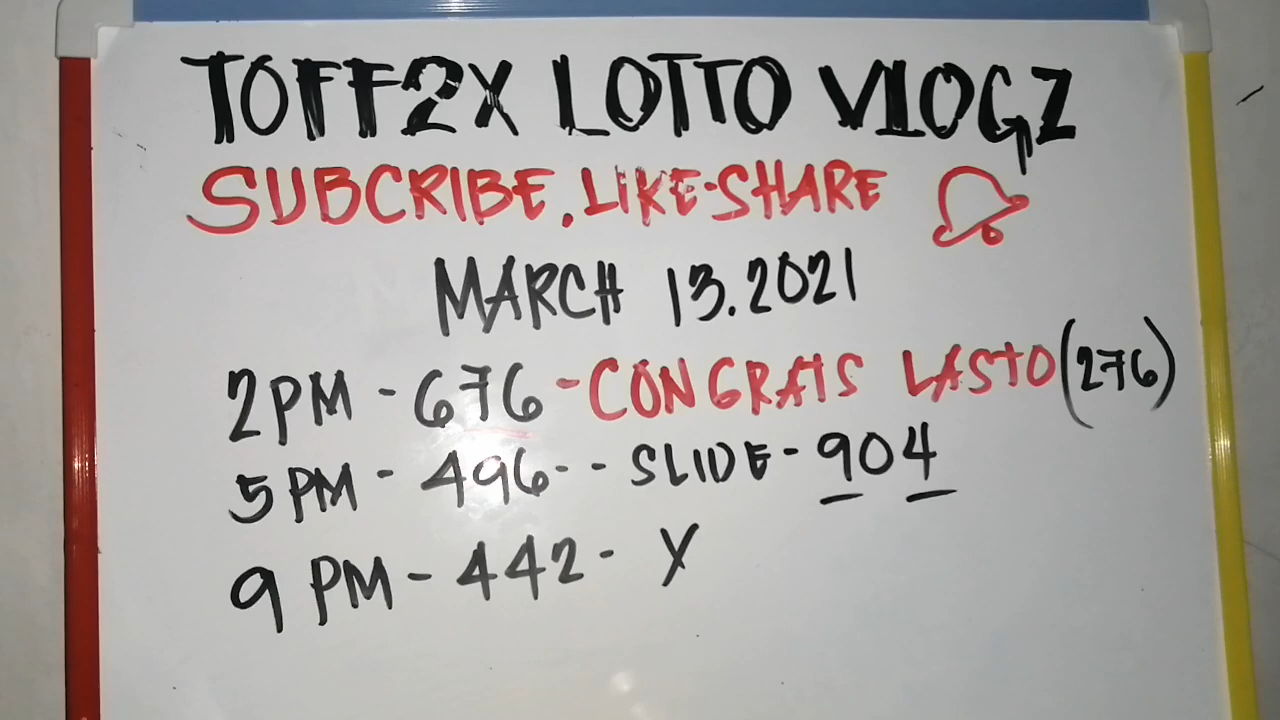 TOFF2X LOTTO VLOGZ
SUBCRIBE.LIKE-SHARE
MARCH 13.2021
2PM - 676 - CONGRATS LASTO (276)
5PM - 496 - - SLIDE - 904
9 PM - 442 - X